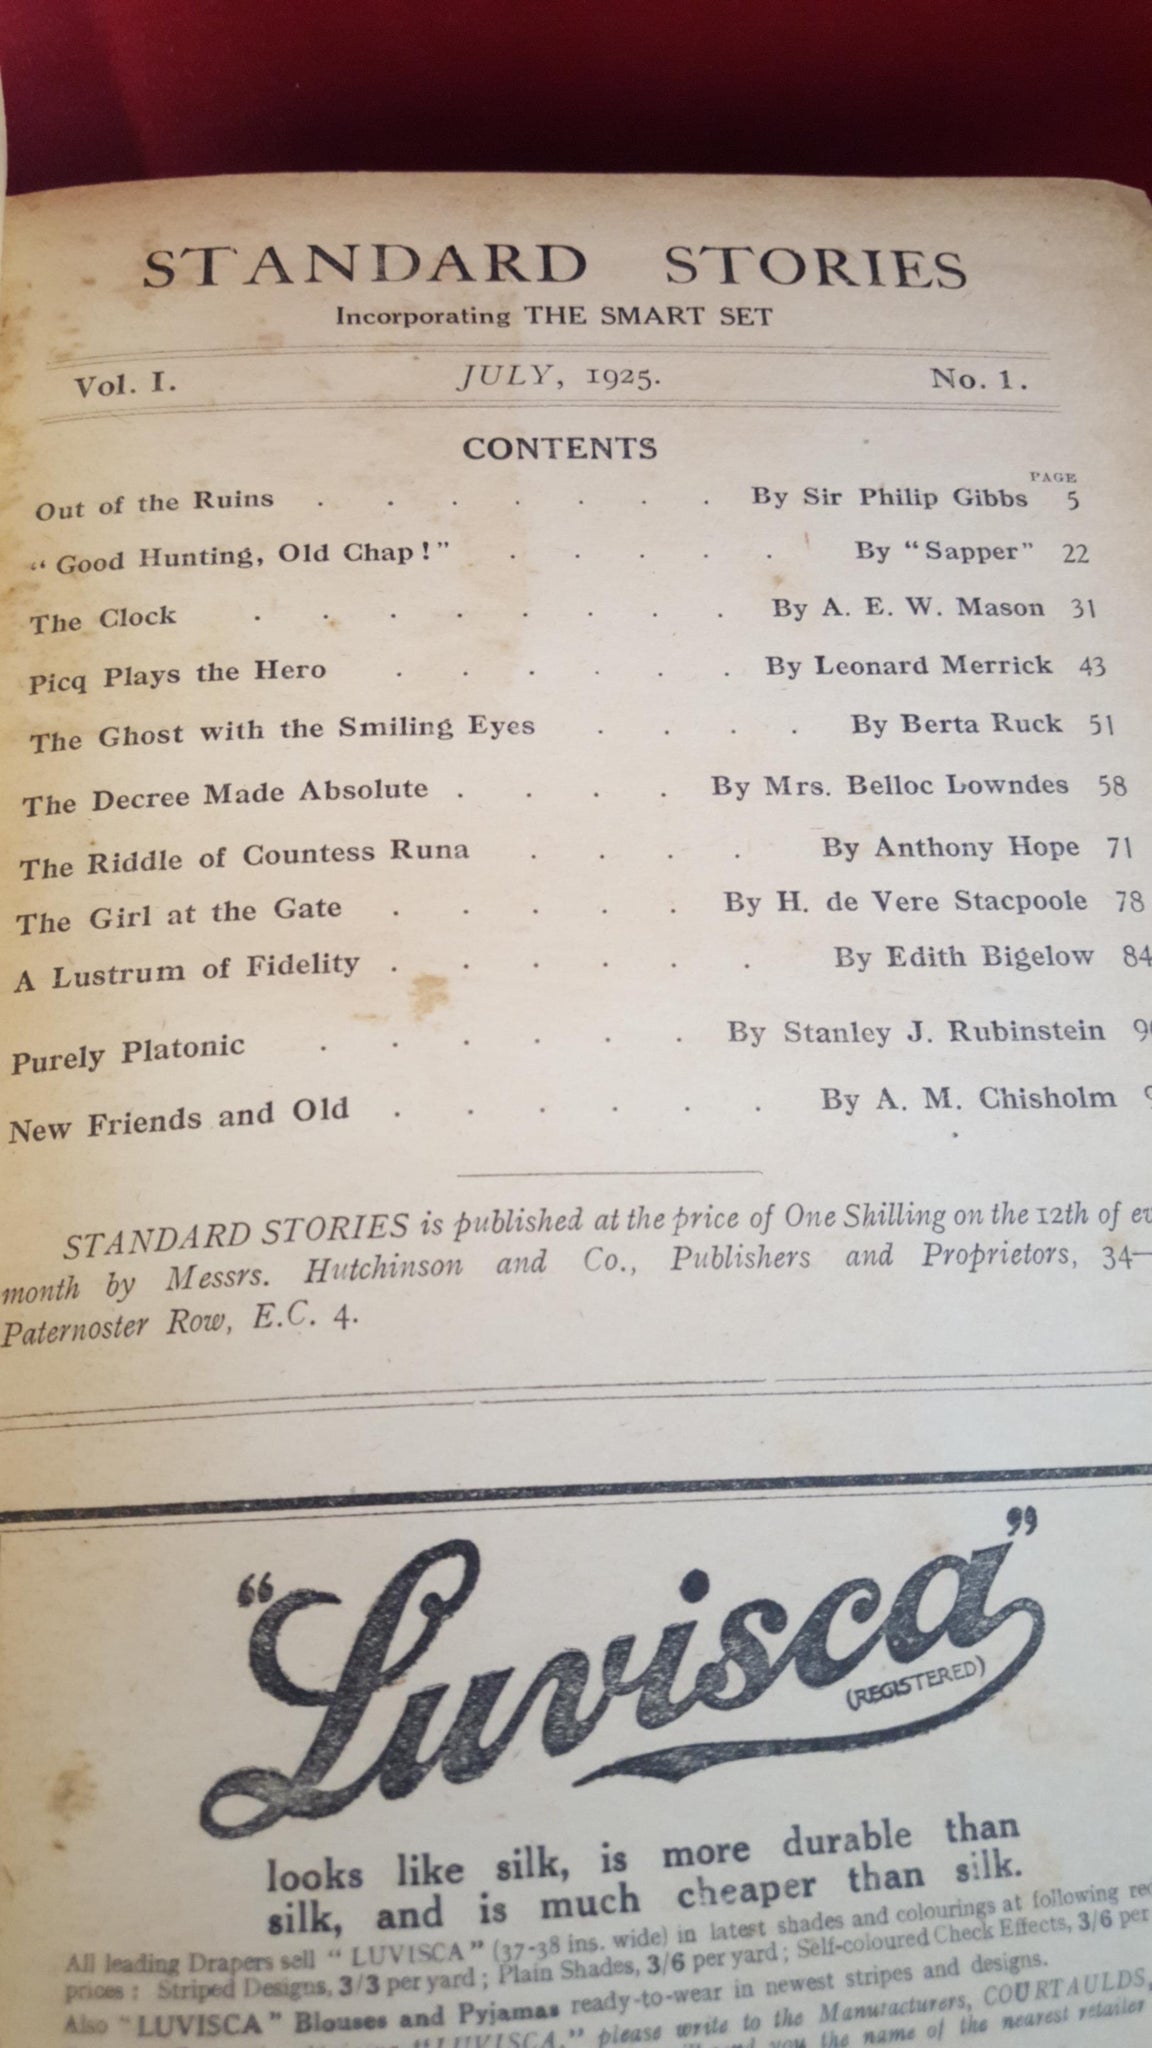 STANDARD STORIES
Incorporating THE SMART SET
Vol. I. JULY, 1925. No. 1.
CONTENTS
PAGE
Out of the Ruins . . . . . . . By Sir Philip Gibbs 5
"Good Hunting, Old Chap!" . . . . . By "Sapper" 22
The Clock . . . . . . . . By A. E. W. Mason 31
Picq Plays the Hero . . . . . . By Leonard Merrick 43
The Ghost with the Smiling Eyes . . . . By Berta Ruck 51
The Decree Made Absolute . . . . By Mrs. Belloc Lowndes 58
The Riddle of Countess Runa . . . . By Anthony Hope 71
The Girl at the Gate . . . . . By H. de Vere Stacpoole 78
A Lustrum of Fidelity . . . . . . By Edith Bigelow 84
Purely Platonic . . . . . . By Stanley J. Rubinstein
New Friends and Old . . . . . . By A. M. Chisholm
STANDARD STORIES is published at the price of One Shilling on the 12th of
month by Messrs. Hutchinson and Co., Publishers and Proprietors, 34—
Paternoster Row, E.C. 4.
"Luvisca"
(REGISTERED)
looks like silk, is more durable than
silk, and is much cheaper than silk.
All leading Drapers sell "LUVISCA" (37-38 ins. wide) in latest shades and colourings at following
prices: Striped Designs, 3/3 per yard; Plain Shades, 3/6 per yard; Self-coloured Check Effects, 3/6 per
Also "LUVISCA" Blouses and Pyjamas ready-to-wear in newest stripes and designs.
"LUVISCA," please write to the Manufacturers, COURTAULDS,
you the name of the nearest retailer